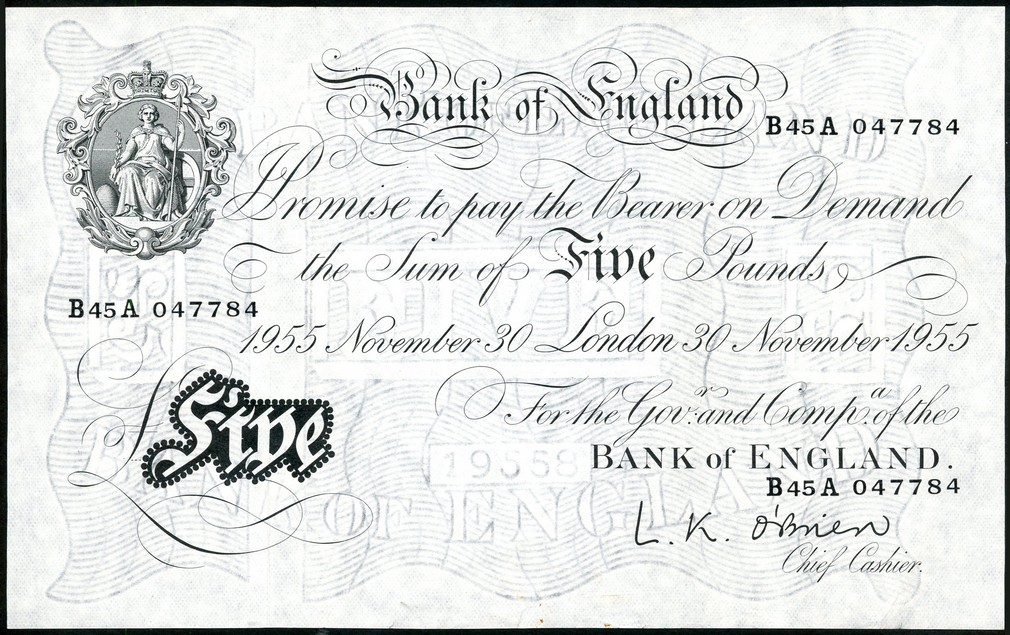 Bank of England
B45A 047784
I Promise to pay the Bearer on Demand
the Sum of Five Pounds
B45A 047784
1955 November 30 London 30 November 1955
£Five
For the Gov.r and Comp.a of the
BANK of ENGLAND.
B45A 047784
L. K. O'Brien
Chief Cashier.